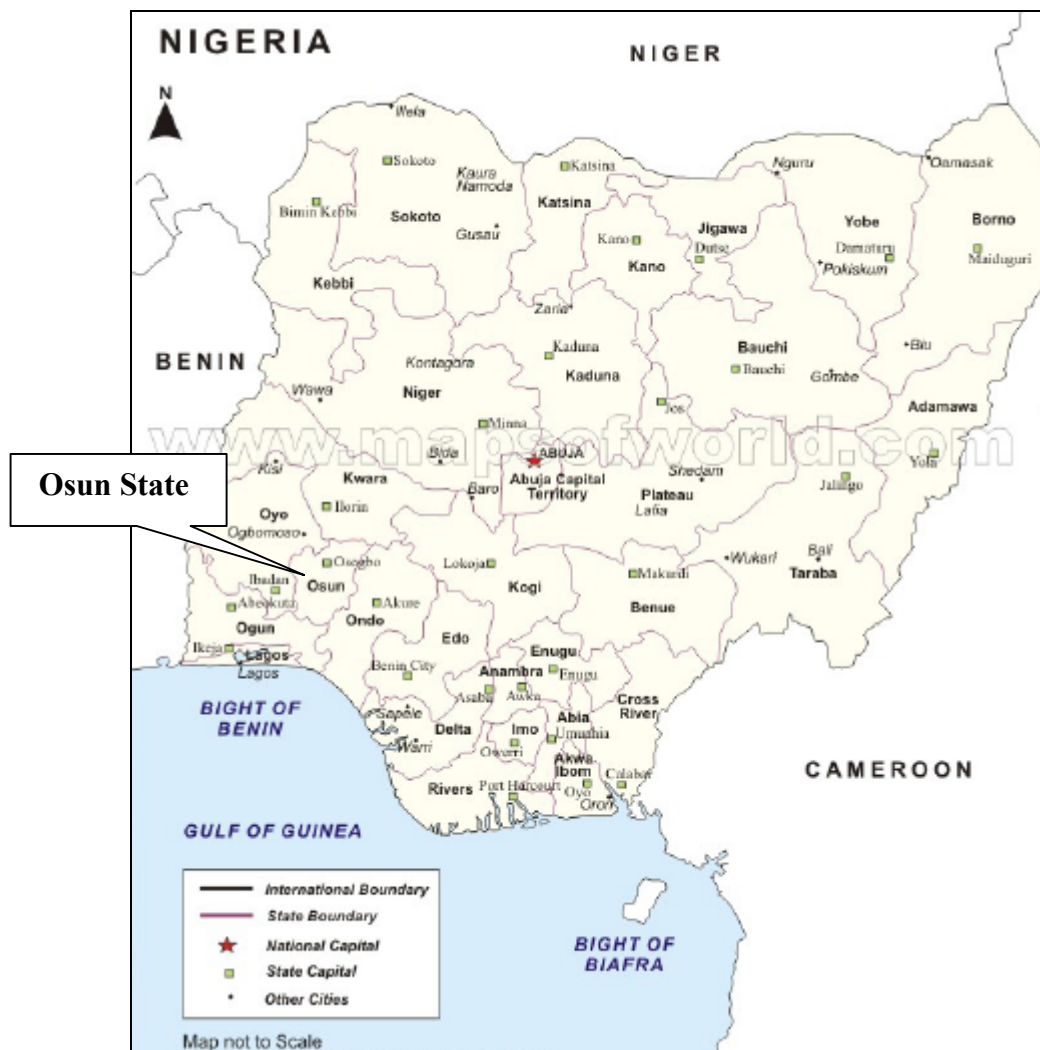 NIGERIA
NIGER
N
Illela
Sokoto
Katsina
Kaura
Namoda
Nguru
Damasak
Bimin Kebbi
Sokoto
Katsina
Gusau
Kano
Jigawa
Dutse
Yobe
Damaturu
Borno
Maiduguri
Kano
Pokiskum
Kebbi
Zaria
BENIN
Kaduna
Bauchi
Biu
Kontagora
Kaduna
Bauchi
Gombe
Niger
Wawa
Jos
Adamawa
Minna
www.mapsofworld.com
Kisi
Bida
ABUJA
Abuja Capital
Territory
Shedam
Yola
Osun State
Kwara
Baro
Plateau
Jalingo
Ilorin
Lafia
Oyo
Ogbomoso
Osogbo
Lokoja
Wukari
Bali
Ibadan
Osun
Kogi
Makurdi
Taraba
Abeokuta
Akure
Benue
Ogun
Ondo
Edo
Ikeja
Lagos
Enugu
Lagos
Benin City
Anambra
Enugu
Asaba
Awka
Cross
River
BIGHT OF
BENIN
Sapele
Delta
Imo
Abia
Umuahia
Warri
Owerri
Akwa
Ibom
Calabar
CAMEROON
Rivers
Port Harcourt
Oyo
Oron
GULF OF GUINEA
International Boundary
State Boundary
National Capital
State Capital
Other Cities
BIGHT OF
BIAFRA
Map not to Scale